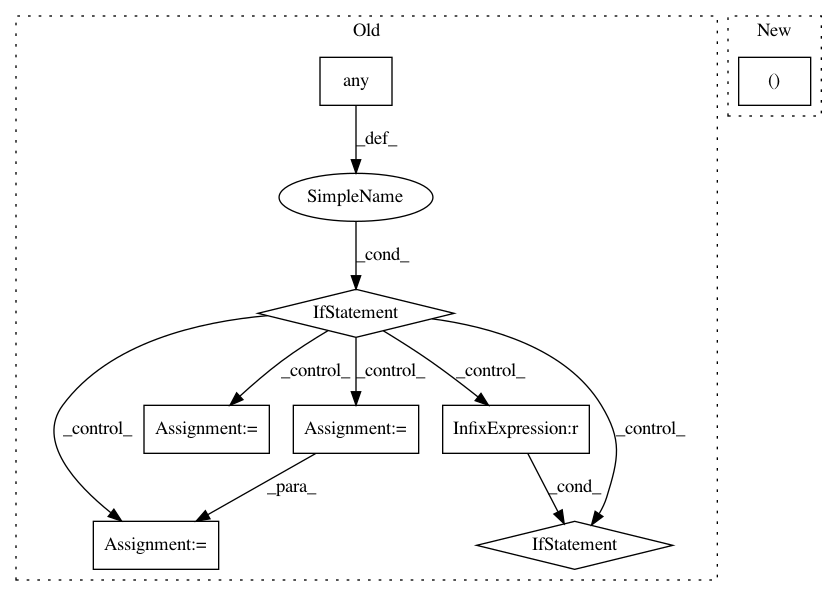 Old
New
any
()
_def_
SimpleName
_cond_
IfStatement
_control_
_control_
_control_
_control_
_control_
Assignment:=
Assignment:=
InfixExpression:r
_para_
_cond_
Assignment:=
IfStatement